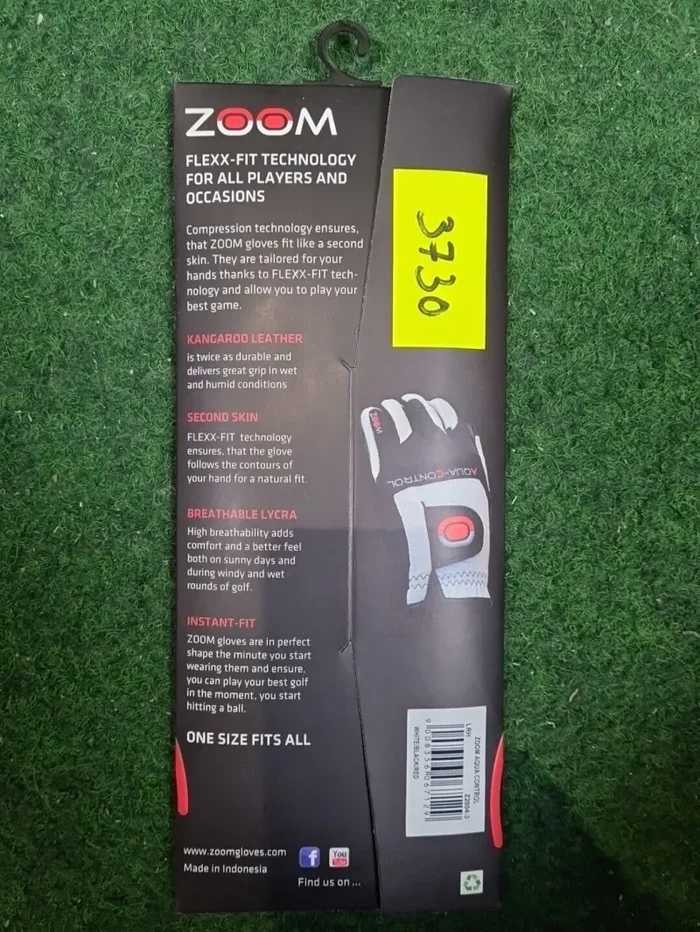 ZOOM
FLEXX-FIT TECHNOLOGY
FOR ALL PLAYERS AND
OCCASIONS
Compression technology ensures,
that ZOOM gloves fit like a second
skin. They are tailored for your
hands thanks to FLEXX-FIT tech-
nology and allow you to play your
best game.
KANGAROO LEATHER
is twice as durable and
delivers great grip in wet
and humid conditions
SECOND SKIN
FLEXX-FIT technology
ensures, that the glove
follows the contours of
your hand for a natural fit.
BREATHABLE LYCRA
High breathability adds
comfort and a better feel
both on sunny days and
during windy and wet
rounds of golf.
INSTANT-FIT
ZOOM gloves are in perfect
shape the minute you start
wearing them and ensure,
you can play your best golf
in the moment, you start
hitting a ball.
ONE SIZE FITS ALL
www.zoomgloves.com
Made in Indonesia
You
Tube
Find us on ...
3730
ZOOM
AQUA-CONTROL
ZOOM AQUA CONTROL
Z2004-3
LRH
WHITE/BLACK/RED